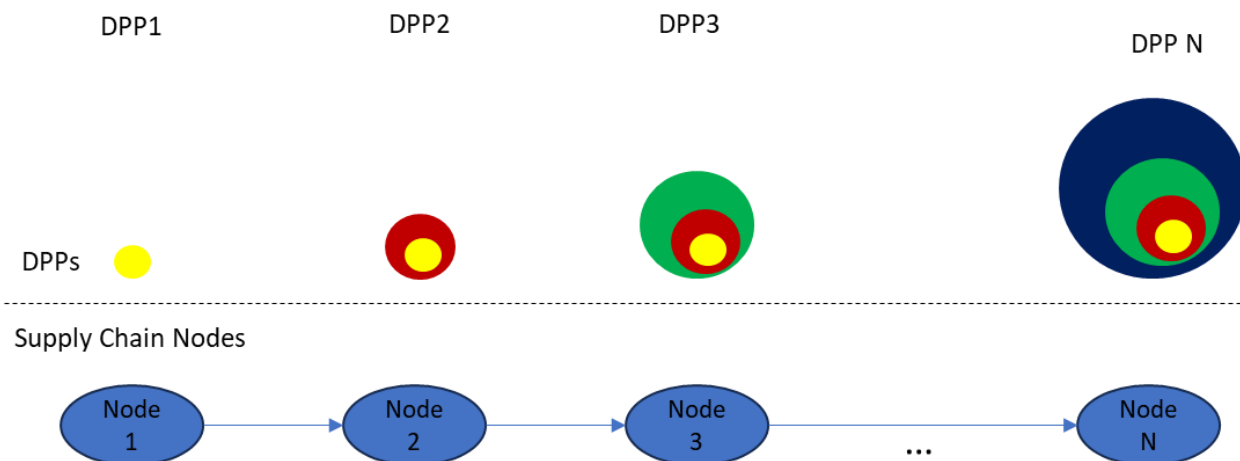 DPP1
DPP2
DPP3
DPP N
DPPs
Supply Chain Nodes
Node
1
Node
2
Node
3
...
Node
N